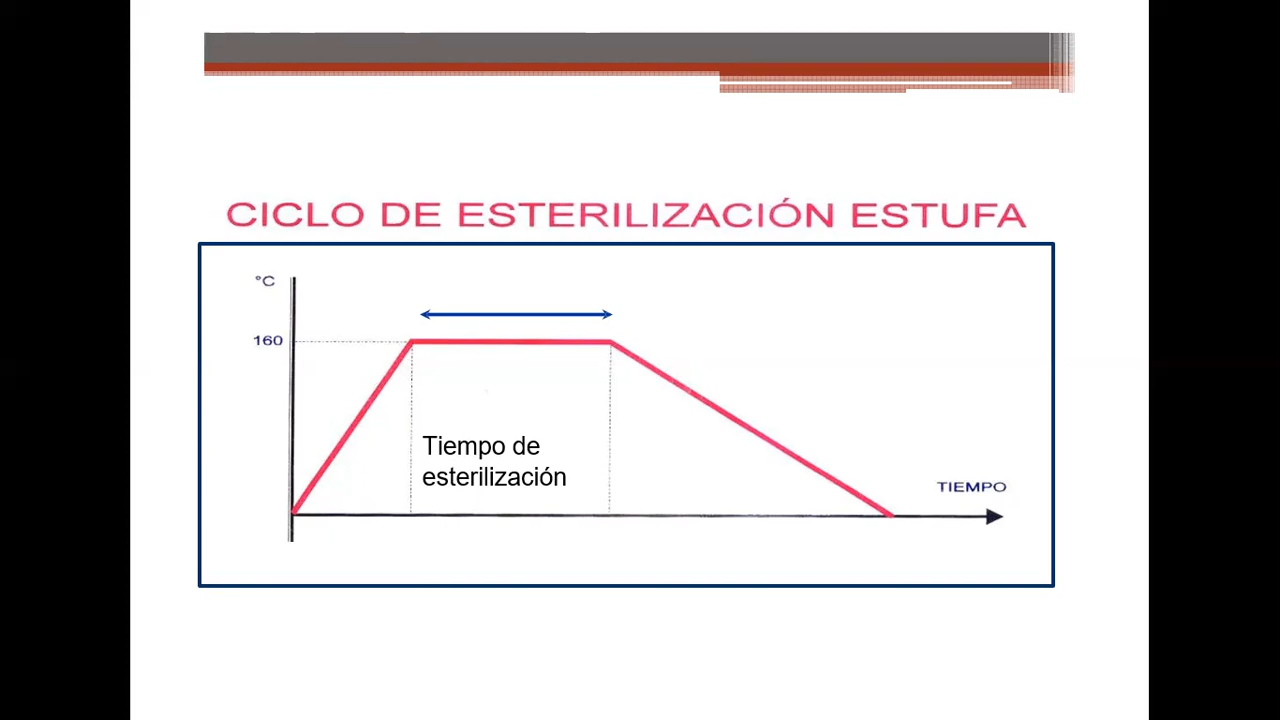 CICLO DE ESTERILIZACIÓN ESTUFA
°C
160
Tiempo de
esterilización
TIEMPO